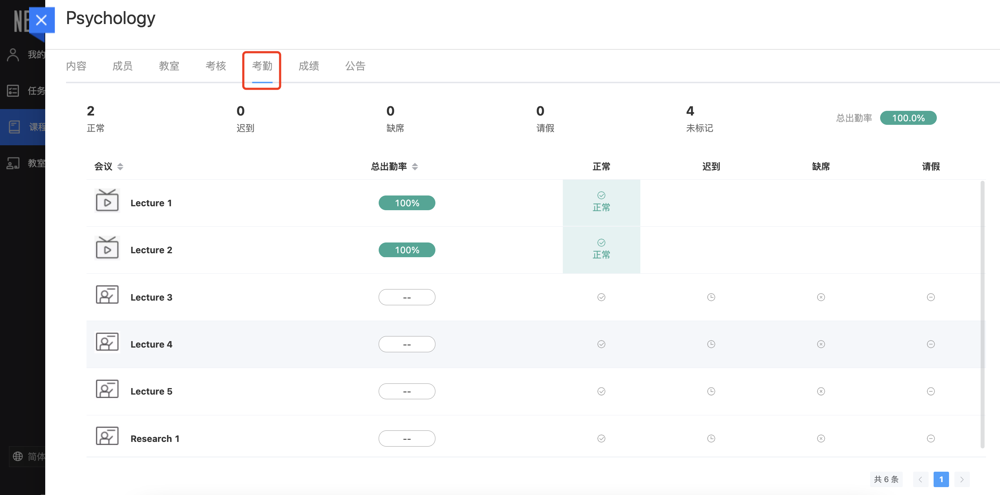 NE
Psychology
我的
任务
课程
教室
简体
内容 成员 教室 考核 考勤 成绩 公告
2 0 0 0 4
正常 迟到 缺席 请假 未标记 总出勤率 100.0%
会议 总出勤率 正常 迟到 缺席 请假
Lecture 1 100% 正常
Lecture 2 100% 正常
Lecture 3 --
Lecture 4 --
Lecture 5 --
Research 1 --
共 6 条 1